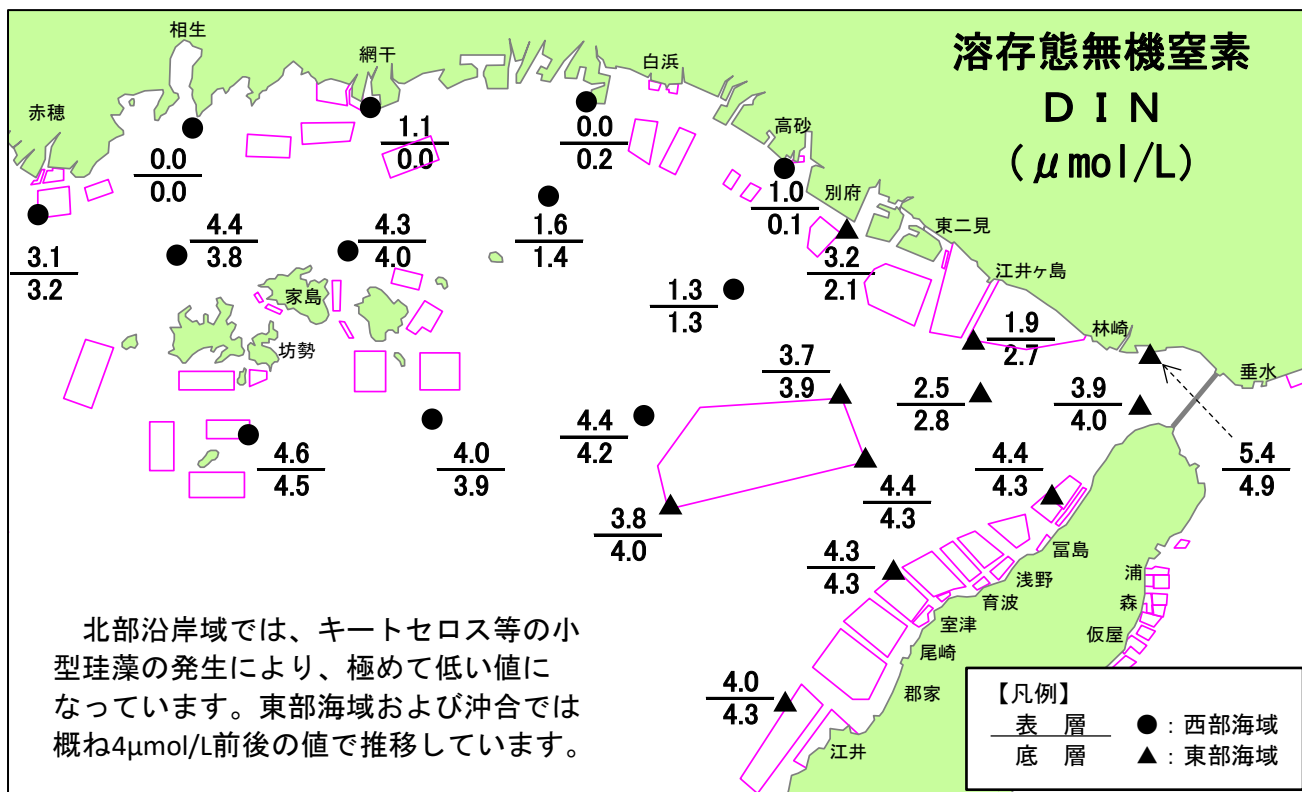 溶存態無機窒素
ＤＩＮ
(μmol/L)
相生
網干
白浜
赤穂
高砂
別府
東二見
江井ヶ島
林崎
垂水
家島
坊勢
0.0
0.0
1.1
0.0
0.0
0.2
1.0
0.1
3.1
3.2
4.4
3.8
4.3
4.0
1.6
1.4
3.2
2.1
1.3
1.3
1.9
2.7
3.7
3.9
2.5
2.8
3.9
4.0
4.4
4.2
4.6
4.5
4.0
3.9
4.4
4.3
4.4
4.3
5.4
4.9
3.8
4.0
4.3
4.3
4.0
4.3
冨島
浅野
育波
室津
尾崎
郡家
江井
浦
森
仮屋
北部沿岸域では、キートセロス等の小
型珪藻の発生により、極めて低い値に
なっています。東部海域および沖合では
概ね4μmol/L前後の値で推移しています。
【凡例】
表　層　●：西部海域
底　層　▲：東部海域